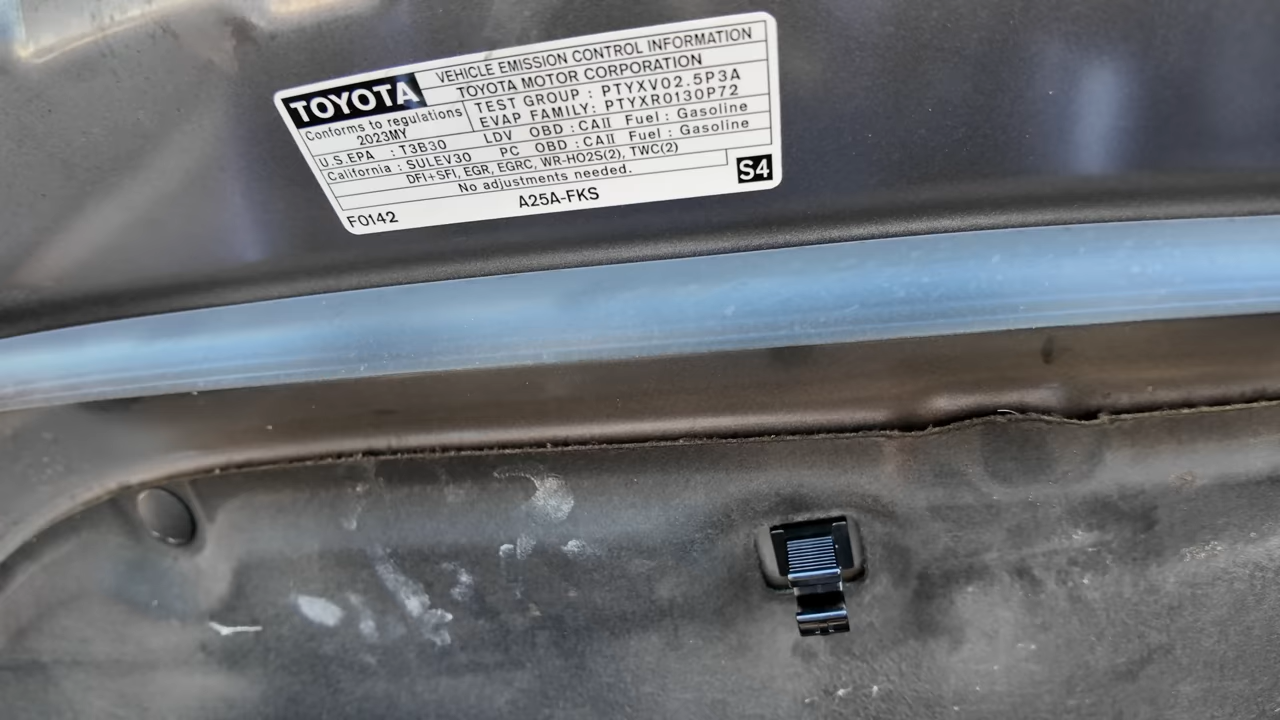 TOYOTA
VEHICLE EMISSION CONTROL INFORMATION
TOYOTA MOTOR CORPORATION
Conforms to regulations
2023MY
TEST GROUP : PTYXV02.5P3A
EVAP FAMILY: PTYXR0130P72
U.S.EPA : T3B30 LDV OBD : CAII Fuel : Gasoline
California : SULEV30 PC OBD : CAII Fuel : Gasoline
DFI+SFI, EGR, EGRC, WR-HO2S(2), TWC(2)
No adjustments needed.
S4
F0142 A25A-FKS